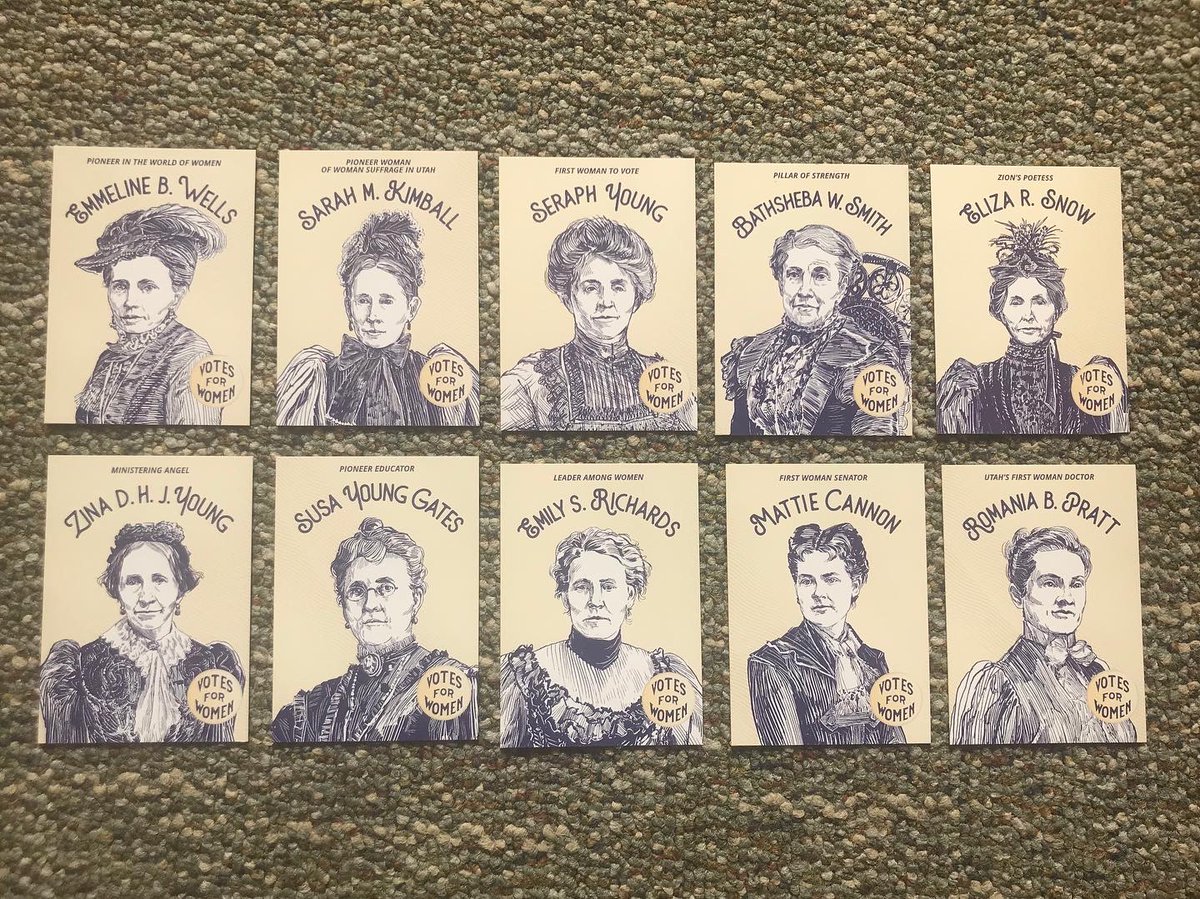 PIONEER IN THE WORLD OF WOMEN
EMMELINE B. WELLS
VOTES
FOR
WOMEN
PIONEER WOMAN
OF WOMAN SUFFRAGE IN UTAH
SARAH M. KIMBALL
VOTES
FOR
WOMEN
FIRST WOMAN TO VOTE
SERAPH YOUNG
VOTES
FOR
WOMEN
PILLAR OF STRENGTH
BATHSHEBA W. SMITH
VOTES
FOR
WOMEN
ZION'S POETESS
ELIZA R. SNOW
VOTES
FOR
WOMEN
MINISTERING ANGEL
ZINA D. H. J. YOUNG
VOTES
FOR
WOMEN
PIONEER EDUCATOR
SUSA YOUNG GATES
VOTES
FOR
WOMEN
LEADER AMONG WOMEN
EMILY S. RICHARDS
VOTES
FOR
WOMEN
FIRST WOMAN SENATOR
MATTIE CANNON
VOTES
FOR
WOMEN
UTAH'S FIRST WOMAN DOCTOR
ROMANIA B. PRATT
VOTES
FOR
WOMEN